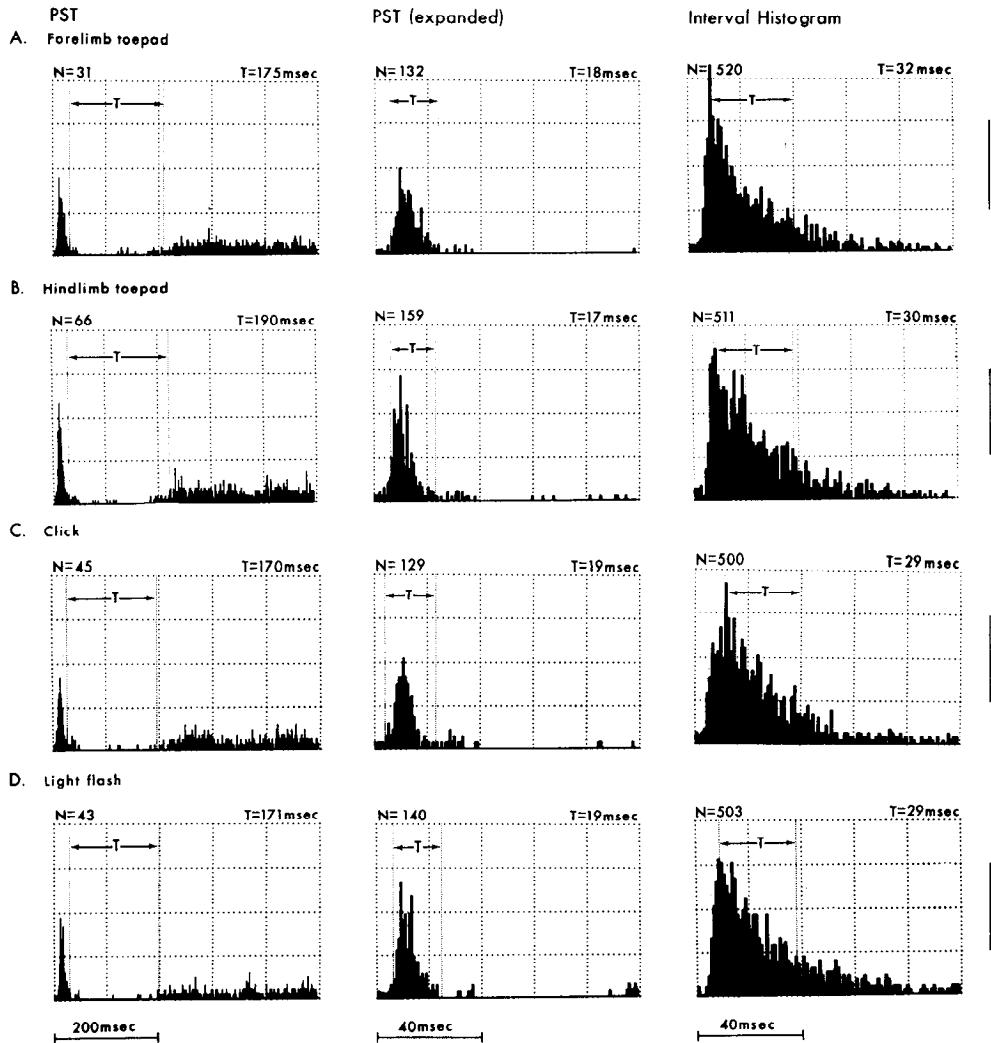 PST PST (expanded) Interval Histogram
A. Forelimb toepad
N=31 T=175msec N=132 T=18msec N=520 T=32msec
T T T
B. Hindlimb toepad
N=66 T=190msec N=159 T=17msec N=511 T=30msec
T T T
C. Click
N=45 T=170msec N=129 T=19msec N=500 T=29msec
T T T
D. Light flash
N=43 T=171msec N=140 T=19msec N=503 T=29msec
T T T
200msec 40msec 40msec